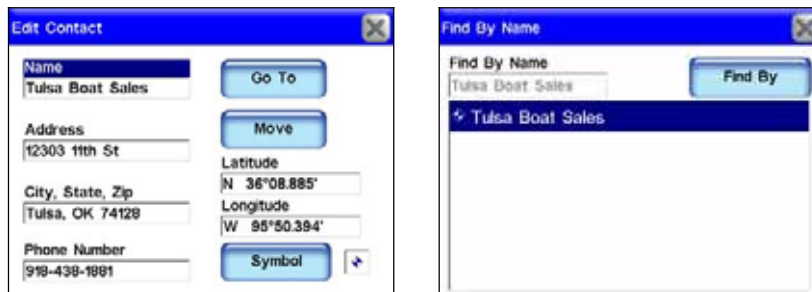 Edit Contact
Name
Tulsa Boat Sales
Address
12303 11th St
City, State, Zip
Tulsa, OK 74128
Phone Number
918-438-1881
Go To
Move
Latitude
N 36°08.885'
Longitude
W 95°50.394'
Symbol
Find By Name
Find By Name
Tulsa Boat Sales
Find By
Tulsa Boat Sales